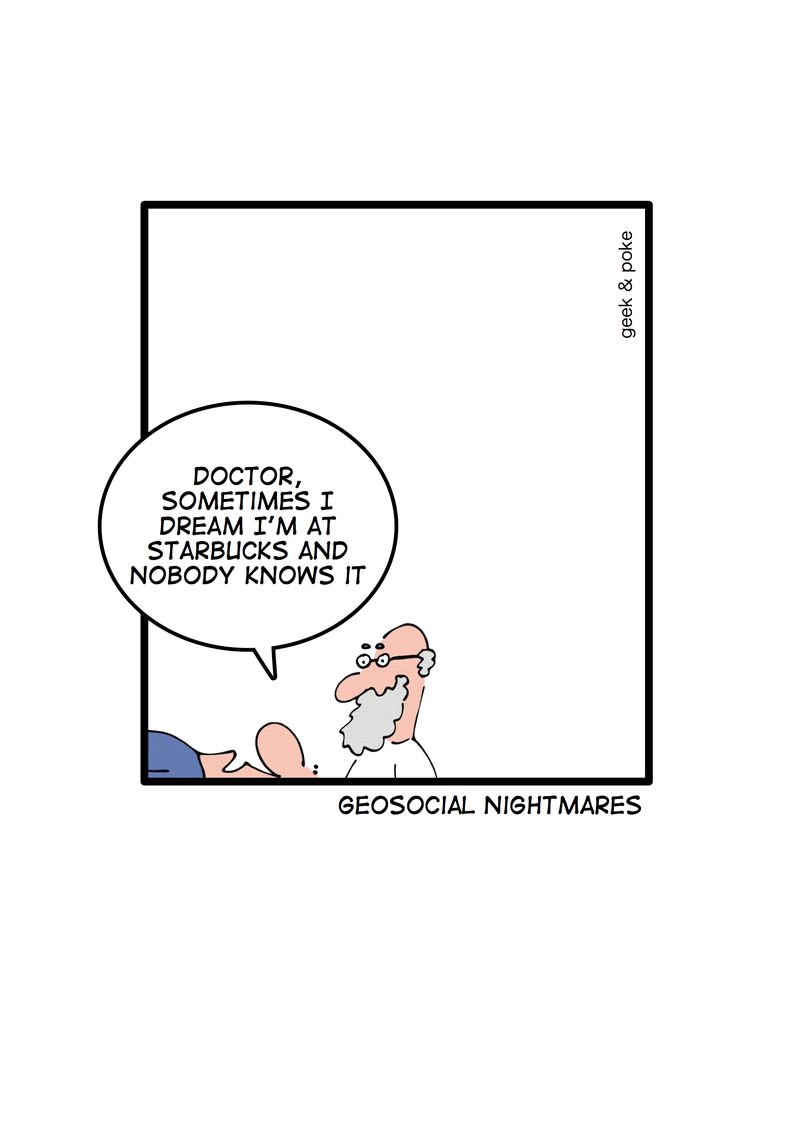 geek & poke
DOCTOR,
SOMETIMES I
DREAM I'M AT
STARBUCKS AND
NOBODY KNOWS IT
GEOSOCIAL NIGHTMARES